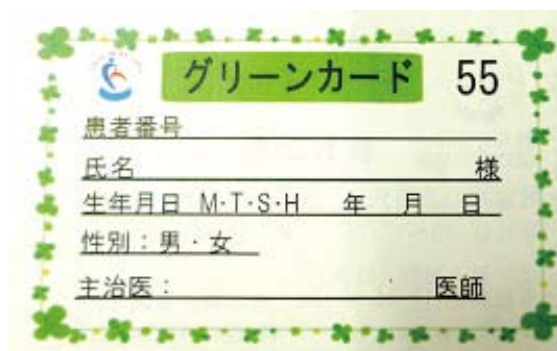 グリーンカード 55
患者番号
氏名 様
生年月日 M・T・S・H 年 月 日
性別：男・女
主治医： 医師